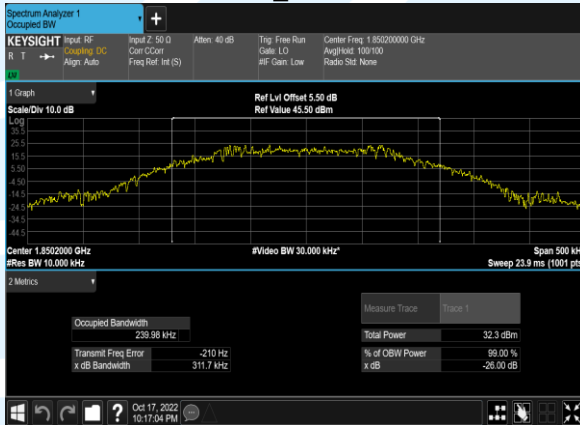 Spectrum Analyzer 1
Occupied BW
KEYSIGHT
R T
Input: RF
Coupling: DC
Align: Auto
Input Z: 50 Ω
Corr CCorr
Freq Ref: Int (S)
Atten: 40 dB
Trig: Free Run
Gate: LO
#IF Gain: Low
Center Freq: 1.850200000 GHz
Avg|Hold: 100/100
Radio Std: None
1 Graph
Scale/Div 10.0 dB
Ref Lvl Offset 5.50 dB
Ref Value 45.50 dBm
Log
35.5
25.5
15.5
5.50
-4.50
-14.5
-24.5
-34.5
-44.5
Center 1.8502000 GHz
#Video BW 30.000 kHz*
Span 500 kH
#Res BW 10.000 kHz
Sweep 23.9 ms (1001 pts
2 Metrics
Measure Trace
Trace 1
Occupied Bandwidth
239.98 kHz
Total Power
32.3 dBm
Transmit Freq Error
-210 Hz
% of OBW Power
99.00 %
x dB Bandwidth
311.7 kHz
x dB
-26.00 dB
Oct 17, 2022
10:17:04 PM